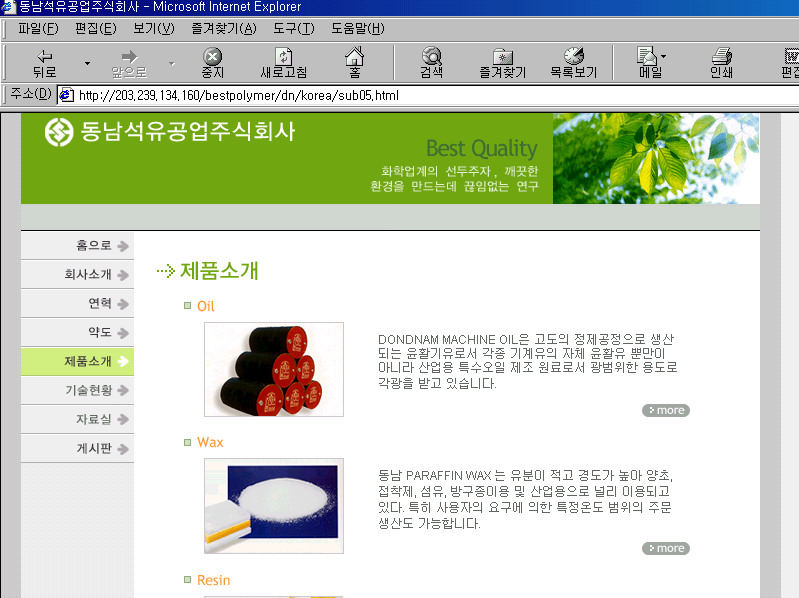 동남석유공업주식회사 - Microsoft Internet Explorer
파일(F) 편집(E) 보기(V) 즐겨찾기(A) 도구(T) 도움말(H)
뒤로 앞으로 중지 새로고침 홈 검색 즐겨찾기 목록보기 메일 인쇄 편집
주소(D) http://203,239,134,160/bestpolymer/dn/korea/sub05.html
동남석유공업주식회사
Best Quality
화학업계의 선두주자, 깨끗한
환경을 만드는데 끊임없는 연구
홈으로
회사소개
연혁
약도
제품소개
기술현황
자료실
게시판
제품소개
Oil
DONDNAM MACHINE OIL은 고도의 정제공정으로 생산
되는 윤활기유로서 각종 기계유의 자체 윤활유 뿐만이
아니라 산업용 특수오일 제조 원료로서 광범위한 용도로
각광을 받고 있습니다.
more
Wax
동남 PARAFFIN WAX 는 유분이 적고 경도가 높아 양초,
접착제, 섬유, 방구중이용 및 산업용으로 널리 이용되고
있다. 특히 사용자의 요구에 의한 특정온도 범위의 주문
생산도 가능합니다.
more
Resin